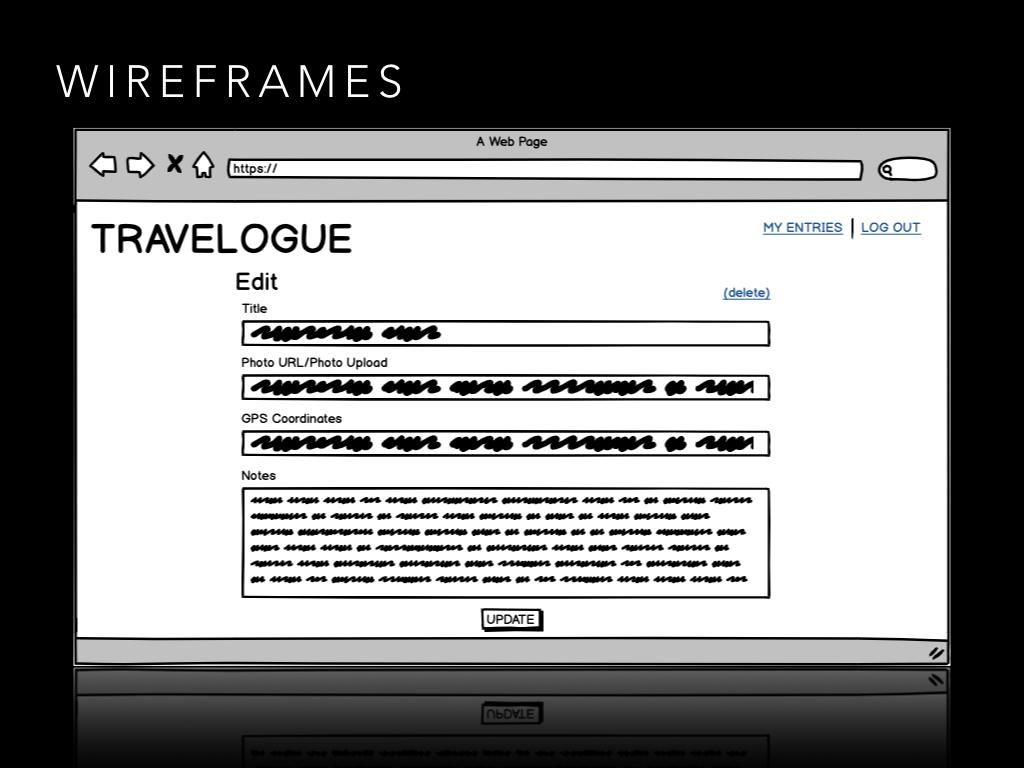 WIREFRAMES
A Web Page
https://
TRAVELOGUE
MY ENTRIES | LOG OUT
Edit
(delete)
Title
Photo URL/Photo Upload
GPS Coordinates
Notes
UPDATE
UPDATE